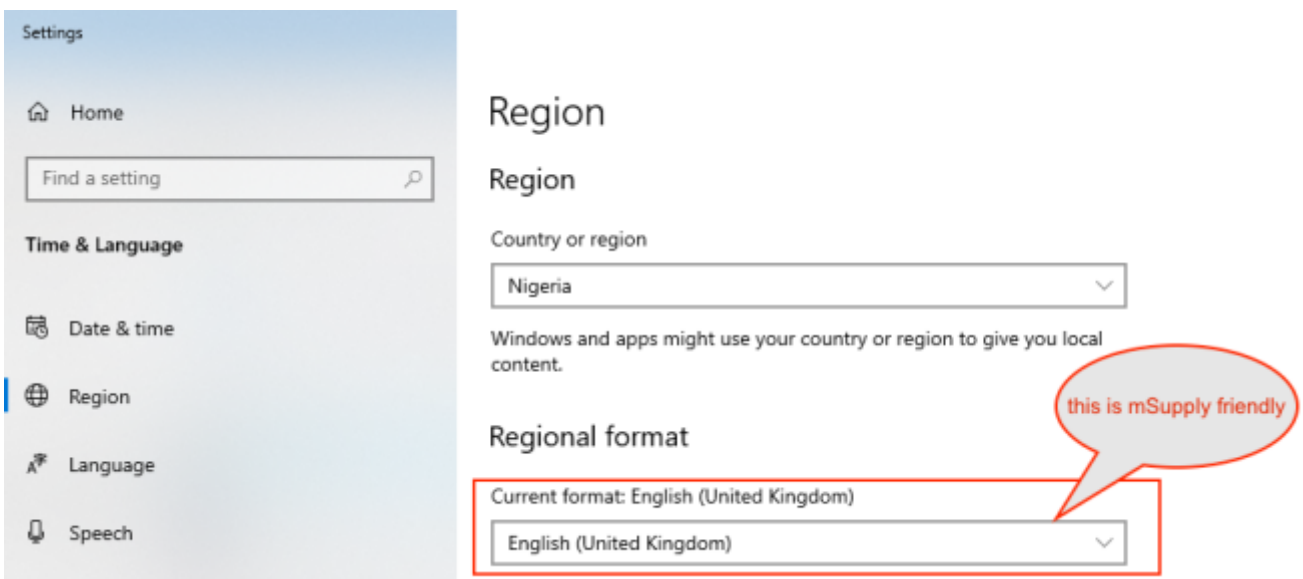 Settings
Home
Find a setting
Time & Language
Date & time
Region
Language
Speech
Region
Region
Country or region
Nigeria
Windows and apps might use your country or region to give you local
content.
this is mSupply friendly
Regional format
Current format: English (United Kingdom)
English (United Kingdom)